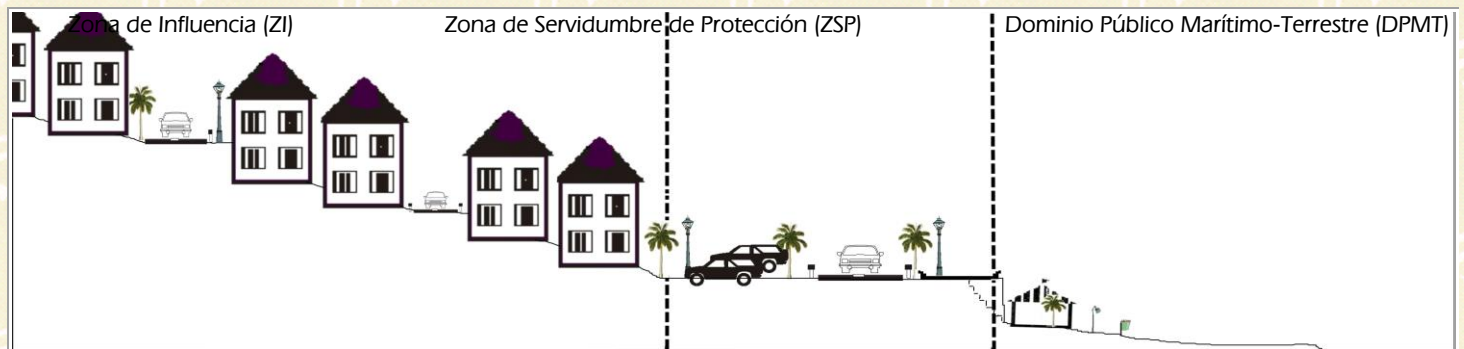 Zona de Influencia (ZI)
Zona de Servidumbre de Protección (ZSP)
Dominio Público Marítimo-Terrestre (DPMT)